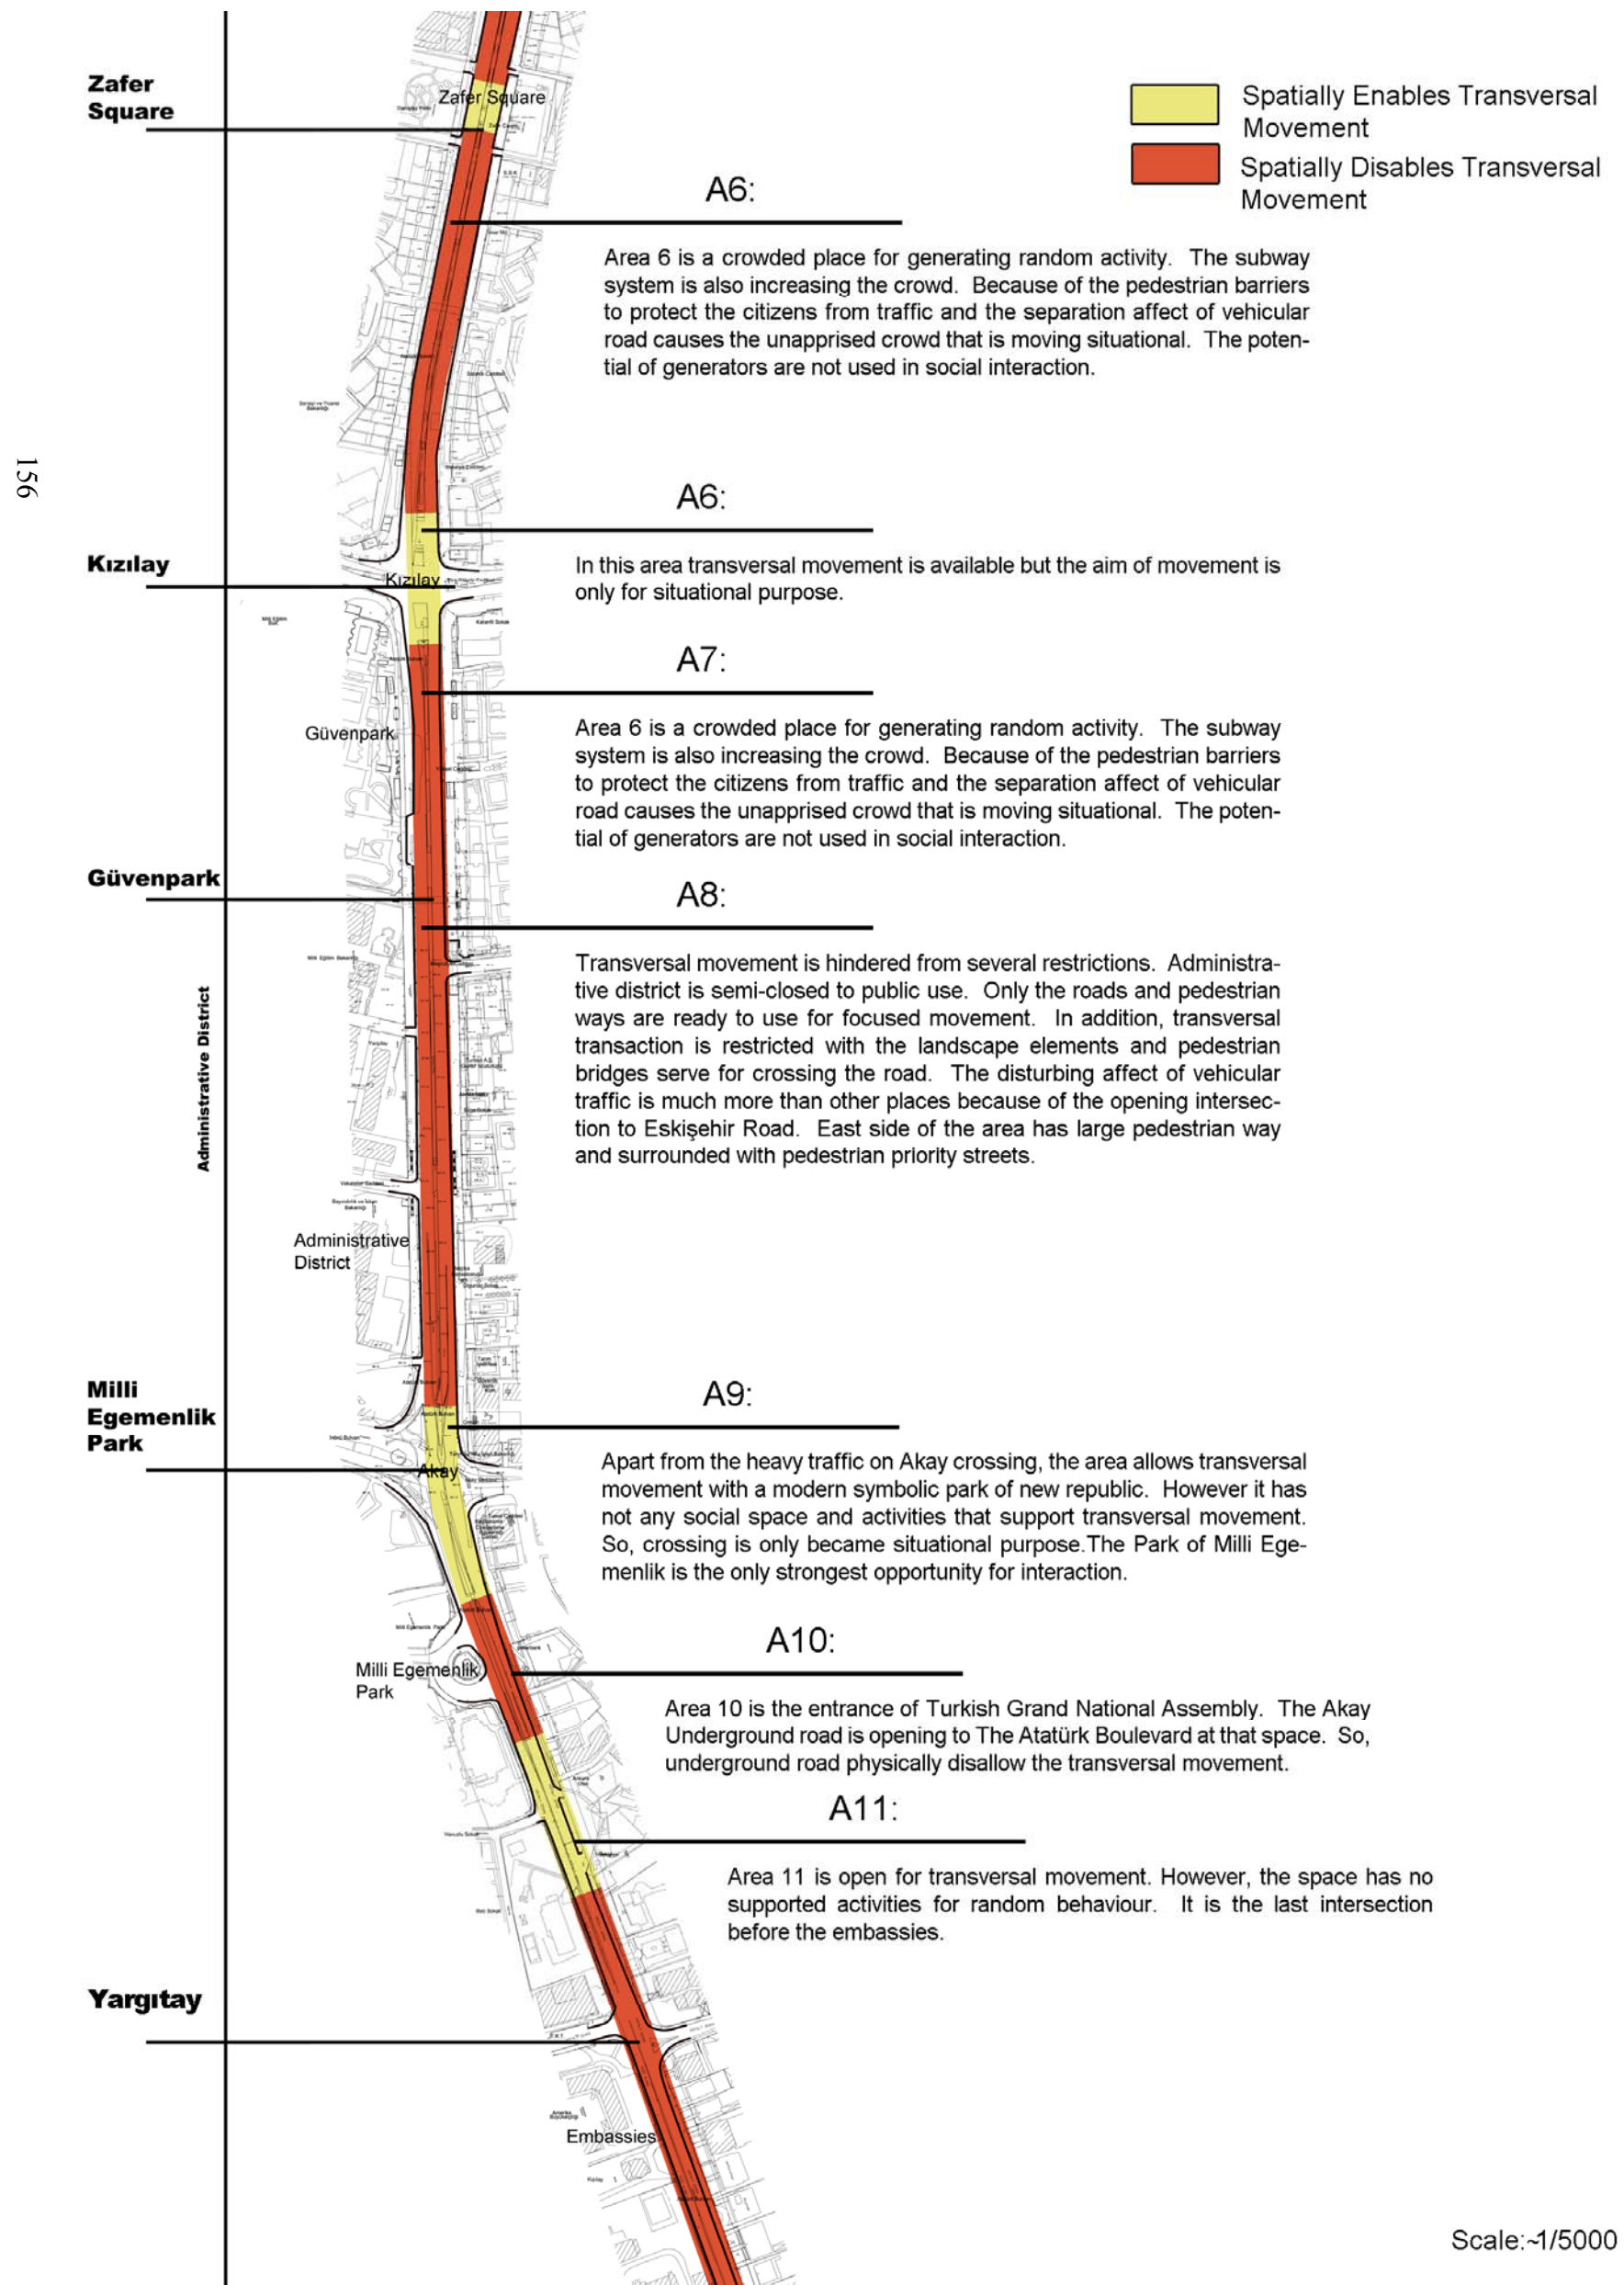 156
Zafer
Square
Zafer Square
Spatially Enables Transversal
Movement
Spatially Disables Transversal
Movement
A6:
Area 6 is a crowded place for generating random activity. The subway
system is also increasing the crowd. Because of the pedestrian barriers
to protect the citizens from traffic and the separation affect of vehicular
road causes the unapprised crowd that is moving situational. The poten-
tial of generators are not used in social interaction.
A6:
Kızılay
Kızılay
In this area transversal movement is available but the aim of movement is
only for situational purpose.
A7:
Güvenpark
Area 6 is a crowded place for generating random activity. The subway
system is also increasing the crowd. Because of the pedestrian barriers
to protect the citizens from traffic and the separation affect of vehicular
road causes the unapprised crowd that is moving situational. The poten-
tial of generators are not used in social interaction.
Güvenpark
A8:
Transversal movement is hindered from several restrictions. Administra-
tive district is semi-closed to public use. Only the roads and pedestrian
ways are ready to use for focused movement. In addition, transversal
transaction is restricted with the landscape elements and pedestrian
bridges serve for crossing the road. The disturbing affect of vehicular
traffic is much more than other places because of the opening intersec-
tion to Eskişehir Road. East side of the area has large pedestrian way
and surrounded with pedestrian priority streets.
Administrative District
Administrative
District
Milli
Egemenlik
Park
A9:
Akay
Apart from the heavy traffic on Akay crossing, the area allows transversal
movement with a modern symbolic park of new republic. However it has
not any social space and activities that support transversal movement.
So, crossing is only became situational purpose.The Park of Milli Ege-
menlik is the only strongest opportunity for interaction.
A10:
Milli Egemenlik
Park
Area 10 is the entrance of Turkish Grand National Assembly. The Akay
Underground road is opening to The Atatürk Boulevard at that space. So,
underground road physically disallow the transversal movement.
A11:
Area 11 is open for transversal movement. However, the space has no
supported activities for random behaviour. It is the last intersection
before the embassies.
Yargıtay
Embassies
Scale:~1/5000